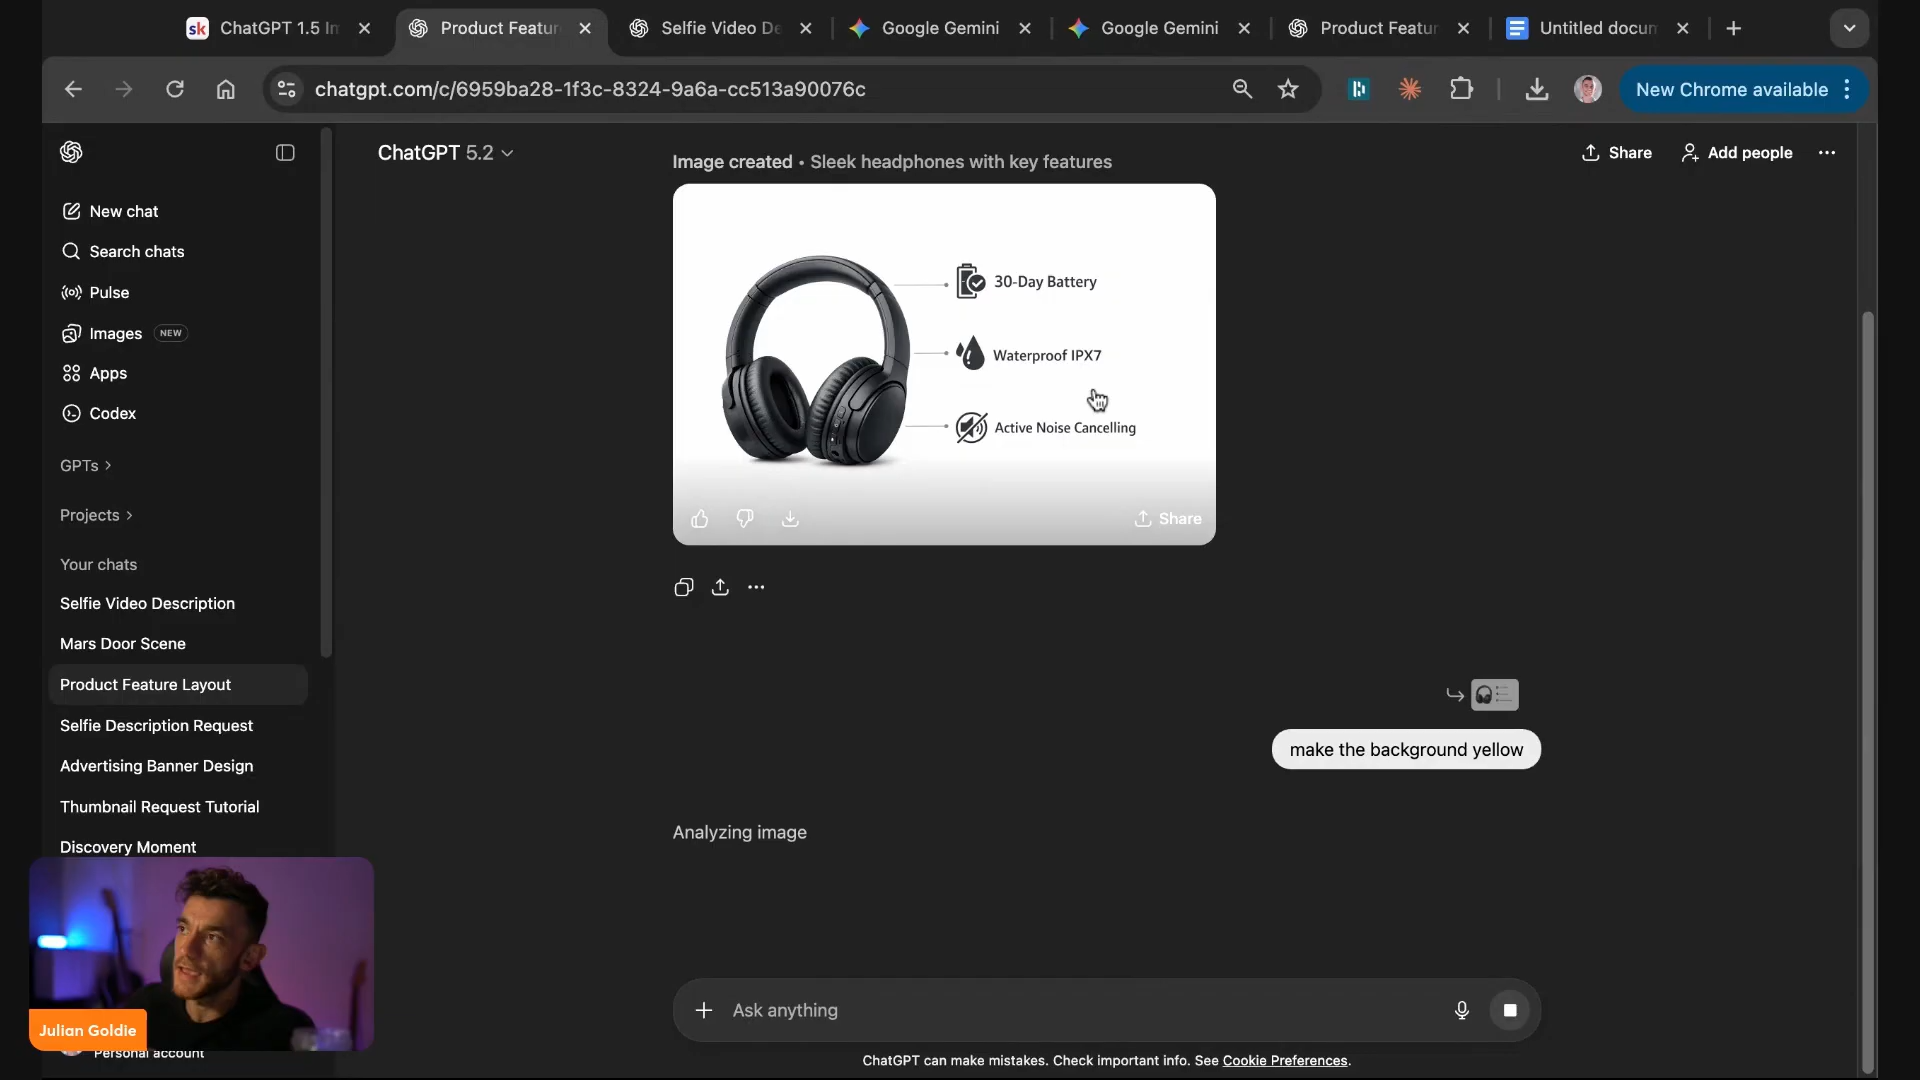 ChatGPT 1.5 Im
Product Featur
Selfie Video De
Google Gemini
Google Gemini
Product Featur
Untitled docum
chatgpt.com/c/6959ba28-1f3c-8324-9a6a-cc513a90076c
New Chrome available
ChatGPT 5.2
Share
Add people
New chat
Search chats
Pulse
Images NEW
Apps
Codex
GPTs
Projects
Your chats
Selfie Video Description
Mars Door Scene
Product Feature Layout
Selfie Description Request
Advertising Banner Design
Thumbnail Request Tutorial
Discovery Moment
Julian Goldie
Personal account
Image created • Sleek headphones with key features
30-Day Battery
Waterproof IPX7
Active Noise Cancelling
Share
make the background yellow
Analyzing image
Ask anything
ChatGPT can make mistakes. Check important info. See Cookie Preferences.